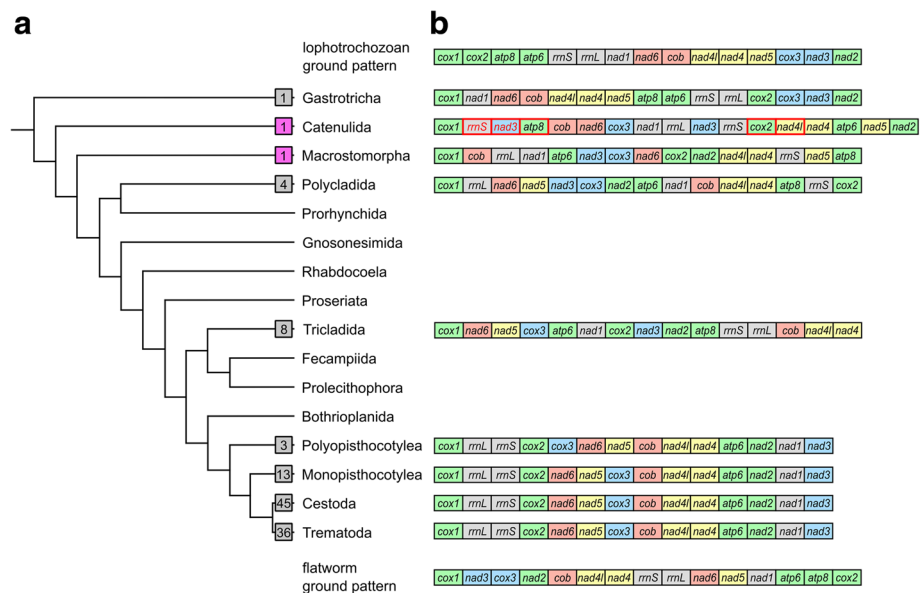 a b
lophotrochozoan
ground pattern
cox1 cox2 atp8 atp6 rrnS rrnL nad1 nad6 cob nad4l nad4 nad5 cox3 nad3 nad2
1 Gastrotricha cox1 nad1 nad6 cob nad4l nad4 nad5 atp8 atp6 rrnS rrnL cox2 cox3 nad3 nad2
1 Catenulida cox1 rrnS nad3 atp8 cob nad6 cox3 nad1 rrnL nad3 rrnS cox2 nad4l nad4 atp6 nad5 nad2
1 Macrostomorpha cox1 cob rrnL nad1 atp6 nad3 cox3 nad6 cox2 nad2 nad4l nad4 rrnS nad5 atp8
4 Polycladida cox1 rrnL nad6 nad5 nad3 cox3 nad2 atp6 nad1 cob nad4l nad4 atp8 rrnS cox2
Prorhynchida
Gnosonesimida
Rhabdocoela
Proseriata
8 Tricladida cox1 nad6 nad5 cox3 atp6 nad1 cox2 nad3 nad2 atp8 rrnS rrnL cob nad4l nad4
Fecampiida
Prolecithophora
Bothrioplanida
3 Polyopisthocotylea cox1 rrnL rrnS cox2 cox3 nad6 nad5 cob nad4l nad4 atp6 nad2 nad1 nad3
13 Monopisthocotylea cox1 rrnL rrnS cox2 nad6 nad5 cox3 cob nad4l nad4 atp6 nad2 nad1 nad3
45 Cestoda cox1 rrnL rrnS cox2 nad6 nad5 cox3 cob nad4l nad4 atp6 nad2 nad1 nad3
36 Trematoda cox1 rrnL rrnS cox2 nad6 nad5 cox3 cob nad4l nad4 atp6 nad2 nad1 nad3
flatworm
ground pattern
cox1 nad3 cox3 nad2 cob nad4l nad4 rrnS rrnL nad6 nad5 nad1 atp6 atp8 cox2